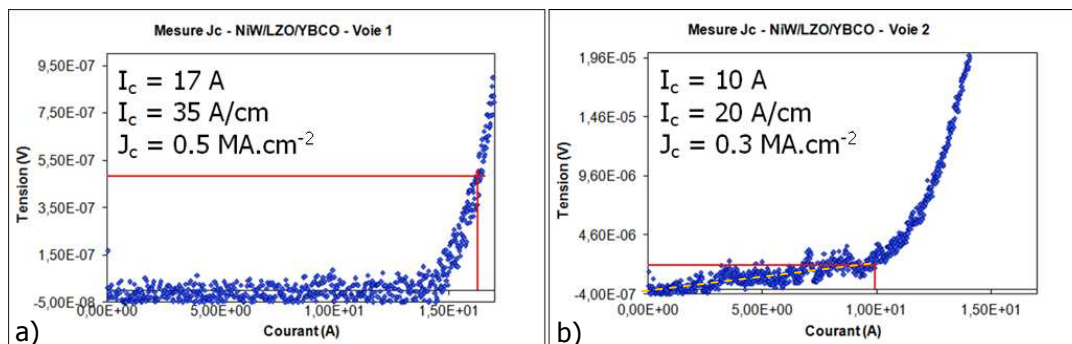 Mesure Jc - NiW/LZO/YBCO - Voie 1
9,50E-07
7,50E-07
5,50E-07
3,50E-07
1,50E-07
-5,00E-08
Tension (V)
I_c = 17 A
I_c = 35 A/cm
J_c = 0.5 MA.cm⁻²
0,00E+00
5,00E+00
1,00E+01
1,50E+01
Courant (A)
a)
Mesure Jc - NiW/LZO/YBCO - Voie 2
1,96E-05
1,46E-05
9,60E-06
4,60E-06
-4,00E-07
Tension (V)
I_c = 10 A
I_c = 20 A/cm
J_c = 0.3 MA.cm⁻²
0,00E+00
5,00E+00
1,00E+01
1,50E+01
Courant (A)
b)